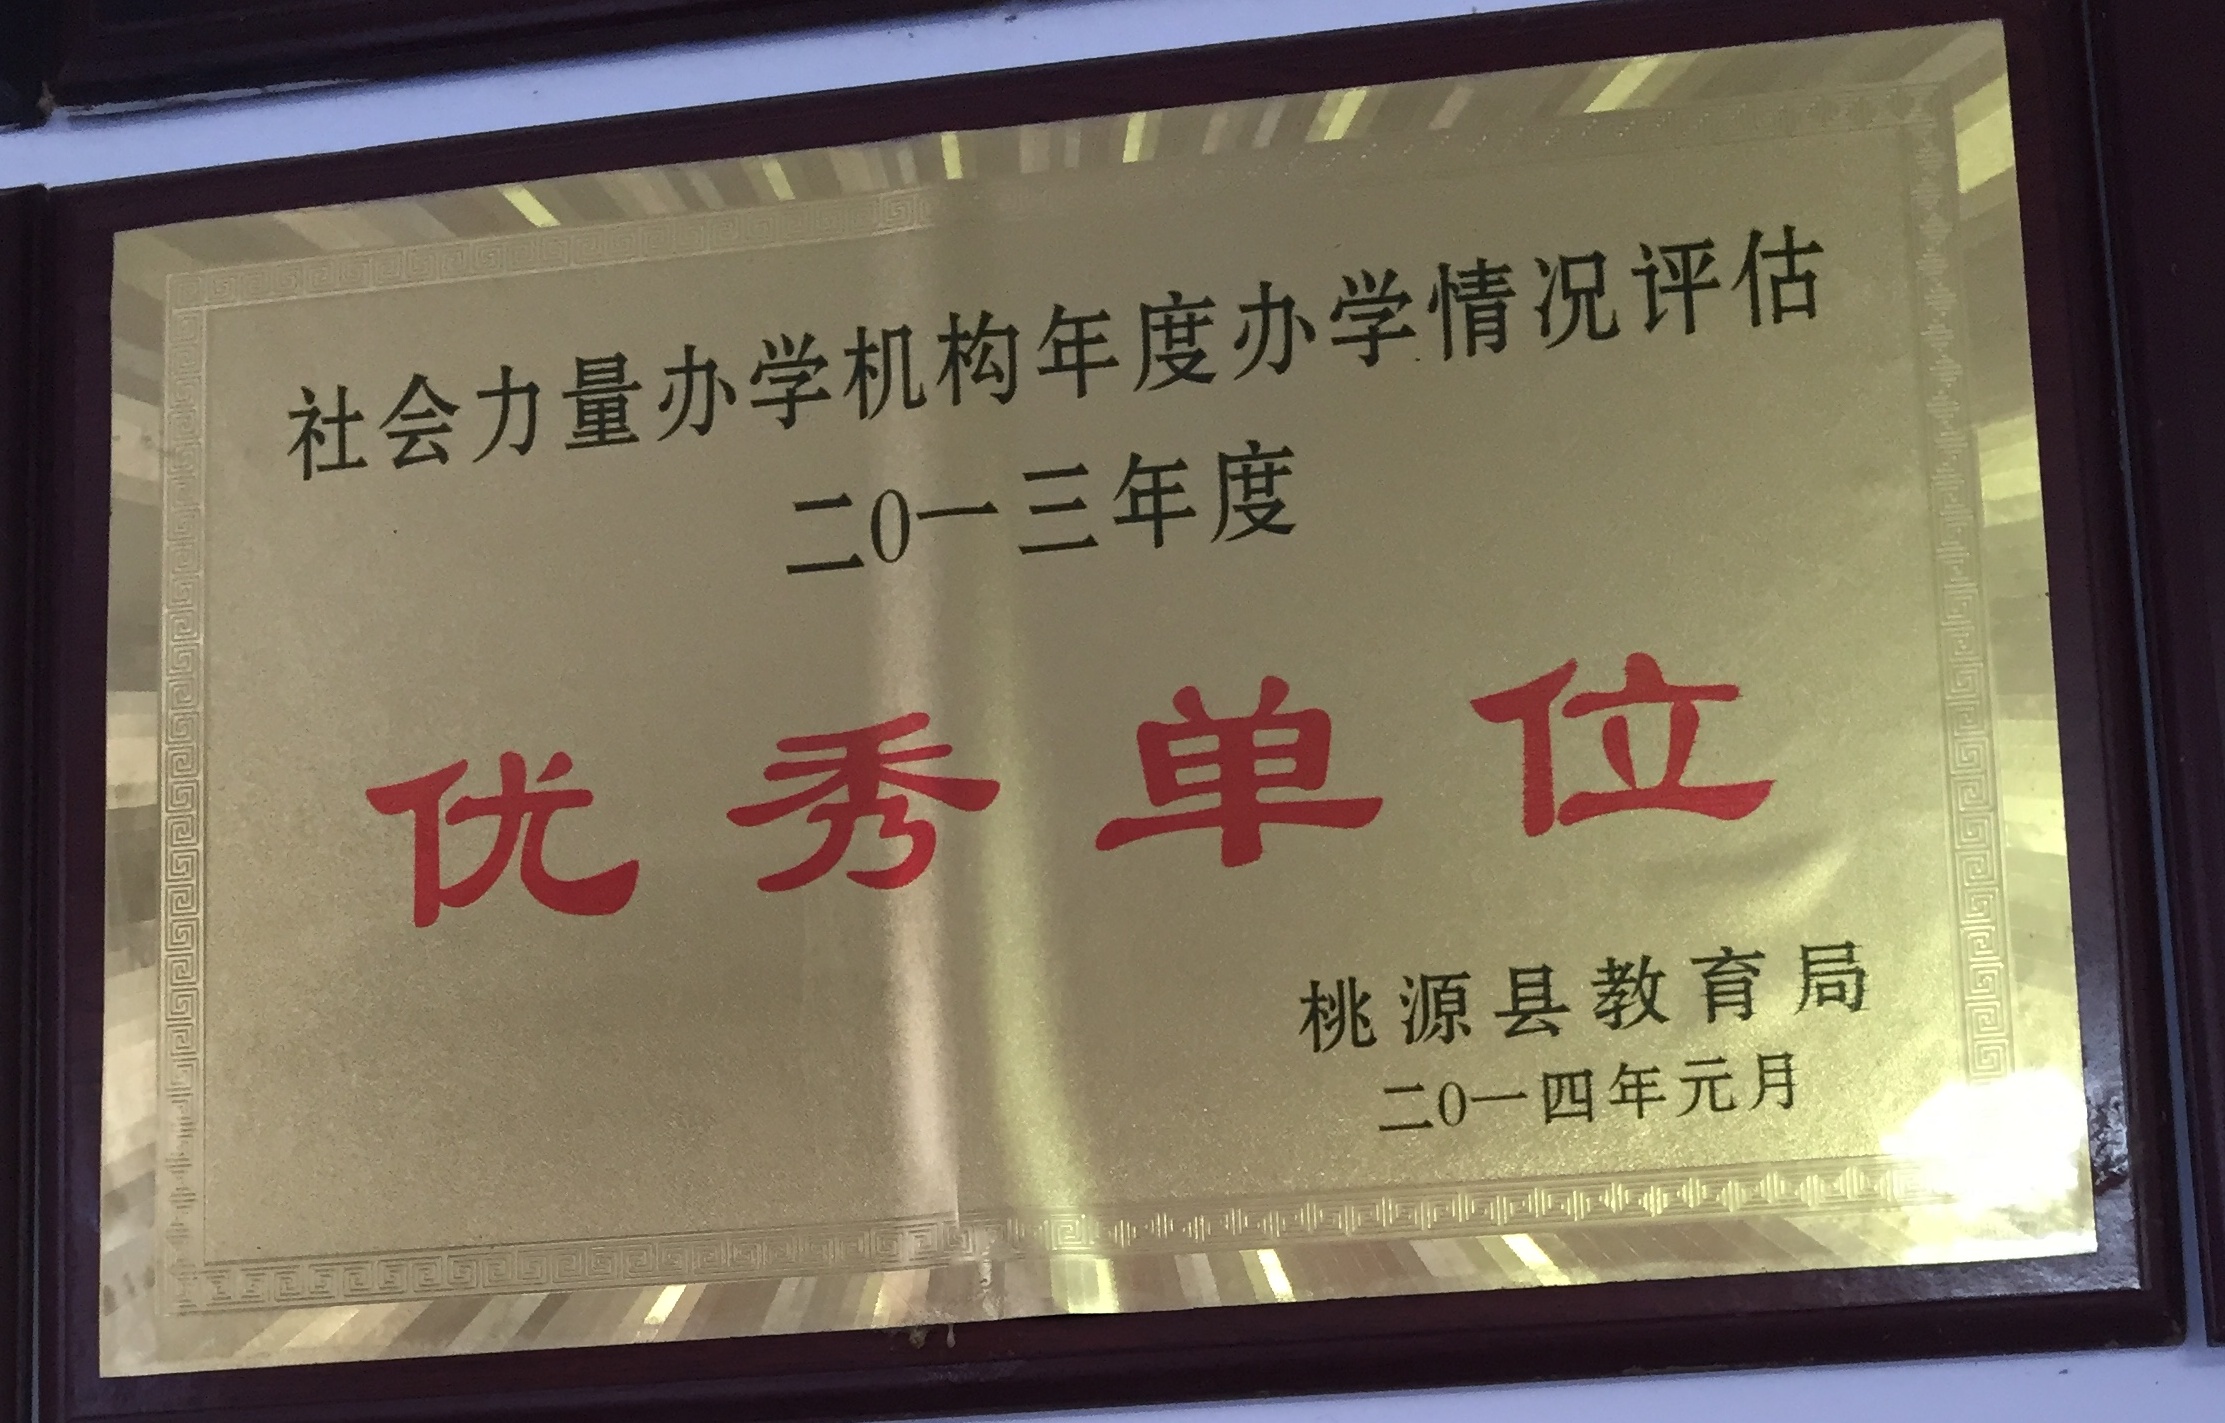 社会力量办学机构年度办学情况评估
二0一三年度
优秀单位
桃源县教育局
二0一四年元月